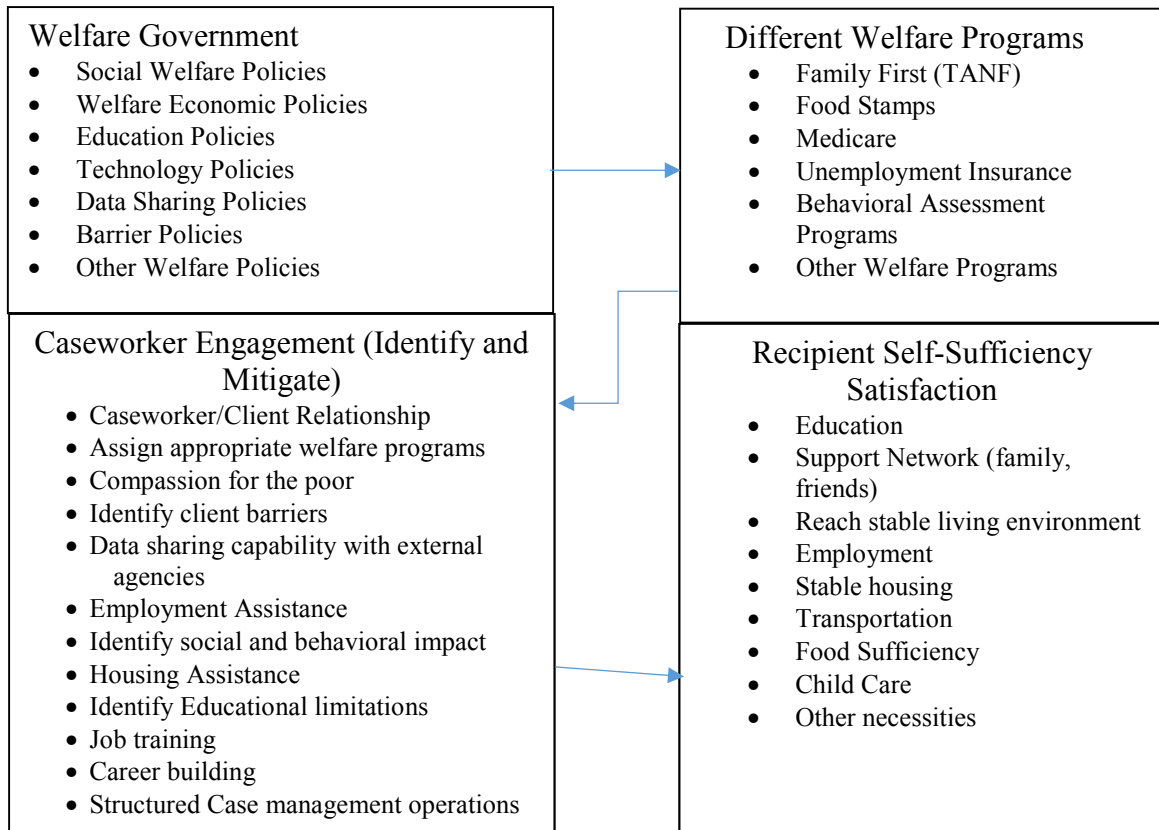 Welfare Government
• Social Welfare Policies
• Welfare Economic Policies
• Education Policies
• Technology Policies
• Data Sharing Policies
• Barrier Policies
• Other Welfare Policies
Different Welfare Programs
• Family First (TANF)
• Food Stamps
• Medicare
• Unemployment Insurance
• Behavioral Assessment
Programs
• Other Welfare Programs
Caseworker Engagement (Identify and
Mitigate)
• Caseworker/Client Relationship
• Assign appropriate welfare programs
• Compassion for the poor
• Identify client barriers
• Data sharing capability with external
agencies
• Employment Assistance
• Identify social and behavioral impact
• Housing Assistance
• Identify Educational limitations
• Job training
• Career building
• Structured Case management operations
Recipient Self-Sufficiency
Satisfaction
• Education
• Support Network (family,
friends)
• Reach stable living environment
• Employment
• Stable housing
• Transportation
• Food Sufficiency
• Child Care
• Other necessities